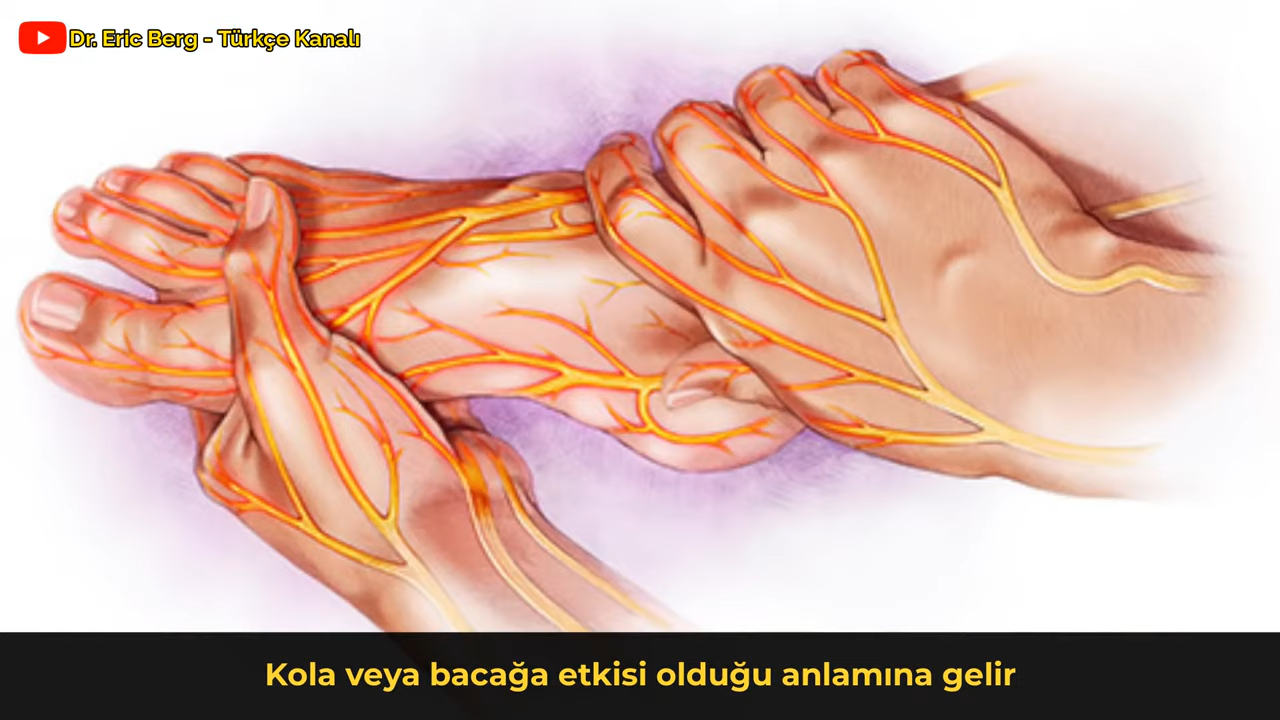 Dr. Eric Berg - Türkçe Kanalı
Kola veya bacağa etkisi olduğu anlamına gelir